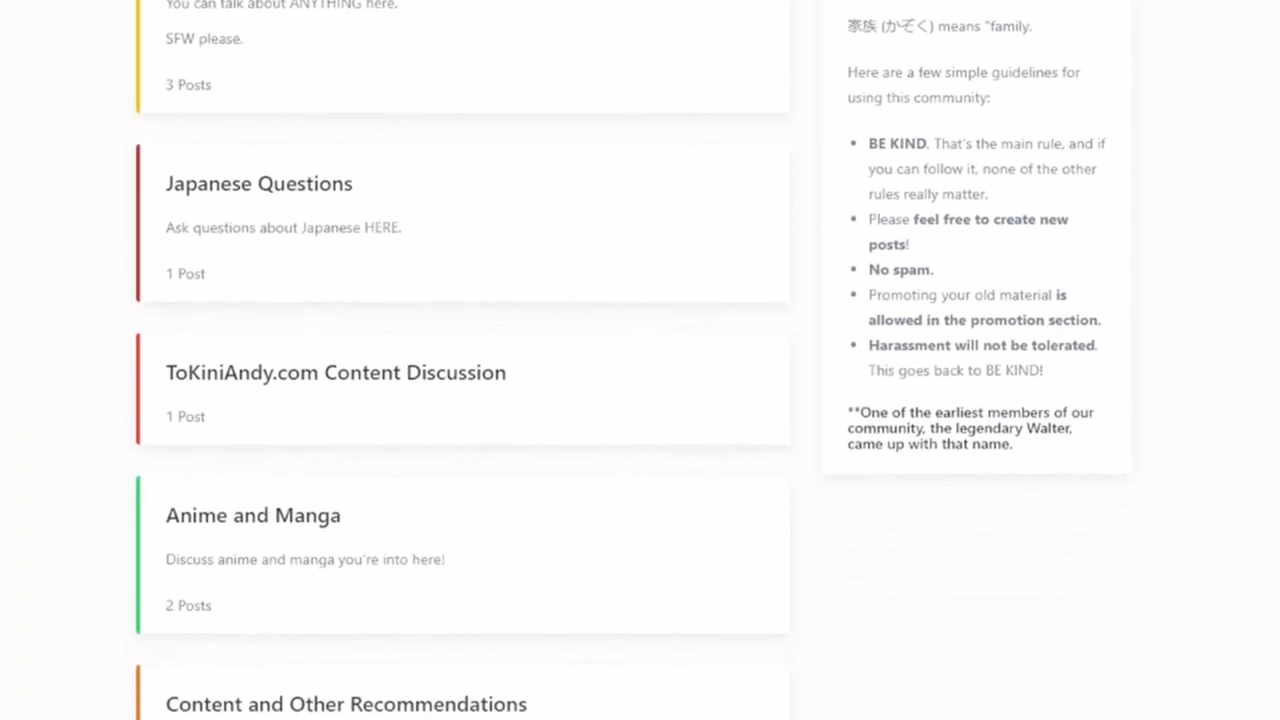 You can talk about ANYTHING here.
SFW please.
3 Posts
Japanese Questions
Ask questions about Japanese HERE.
1 Post
ToKiniAndy.com Content Discussion
1 Post
Anime and Manga
Discuss anime and manga you're into here!
2 Posts
Content and Other Recommendations
家族 (かぞく) means "family.
Here are a few simple guidelines for
using this community:
• BE KIND. That's the main rule, and if
you can follow it, none of the other
rules really matter.
• Please feel free to create new
posts!
• No spam.
• Promoting your old material is
allowed in the promotion section.
• Harassment will not be tolerated.
This goes back to BE KIND!
**One of the earliest members of our
community, the legendary Walter,
came up with that name.